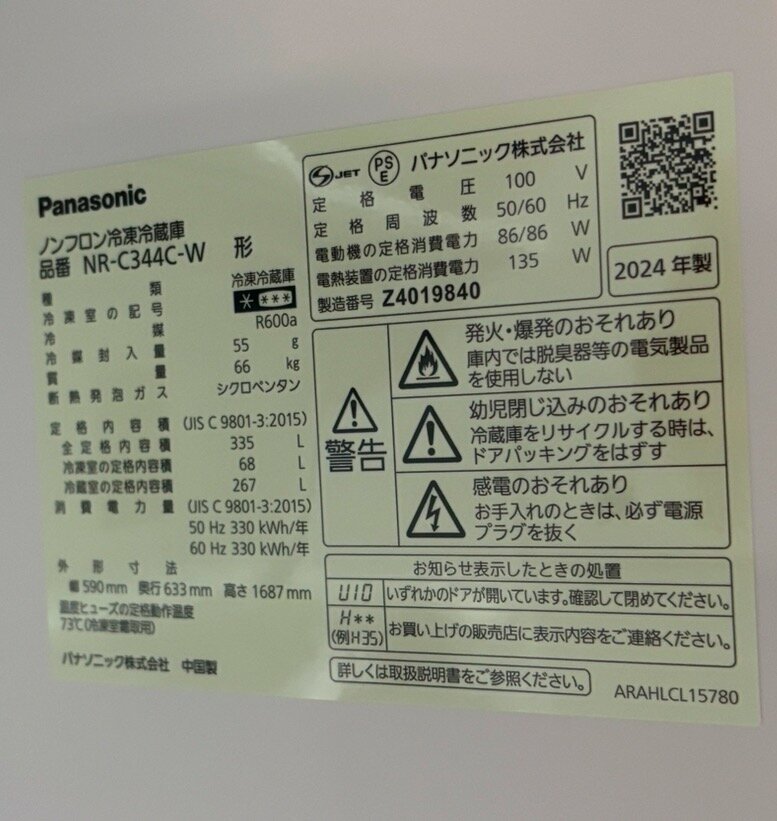 Panasonic
ノンフロン冷凍冷蔵庫
品番 NR-C344C-W 形
種類 冷凍冷蔵庫
冷凍室の記号 * ***
冷媒 R600a
冷媒封入量 55 g
質量 66 kg
断熱発泡ガス シクロペンタン
定格内容積 (JIS C 9801-3:2015)
全定格内容積 335 L
冷凍室の定格内容積 68 L
冷蔵室の定格内容積 267 L
消費電力量 (JIS C 9801-3:2015)
50 Hz 330 kWh/年
60 Hz 330 kWh/年
外形寸法
幅 590 mm 奥行 633 mm 高さ 1687 mm
温度ヒューズの定格動作温度
73℃(冷凍室霜取用)
パナソニック株式会社 中国製
S JET PSE パナソニック株式会社
定格電圧 100 V
定格周波数 50/60 Hz
電動機の定格消費電力 86/86 W
電熱装置の定格消費電力 135 W
製造番号 Z4019840
2024 年製
警告
発火・爆発のおそれあり
庫内では脱臭器等の電気製品
を使用しない
幼児閉じ込みのおそれあり
冷蔵庫をリサイクルする時は、
ドアパッキングをはずす
感電のおそれあり
お手入れのときは、必ず電源
プラグを抜く
お知らせ表示したときの処置
U10 いずれかのドアが開いています。確認して閉めてください。
H** (例H35) お買い上げの販売店に表示内容をご連絡ください。
詳しくは取扱説明書をご参照ください。
ARAHLCL15780